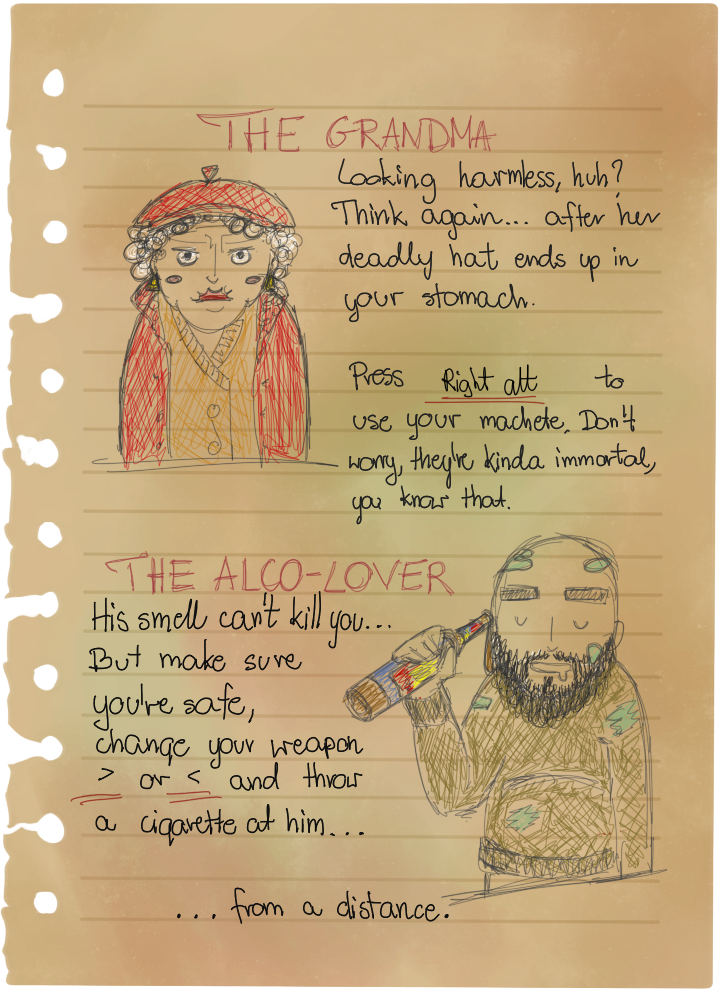 THE GRANDMA
Looking harmless, huh?
Think again... after her
deadly hat ends up in
your stomach.
Press Right alt to
use your machete. Don't
worry, they're kinda immortal,
you know that.
THE ALCO-LOVER
His smell can't kill you...
But make sure
you're safe,
change your weapon
> or < and throw
a cigarette at him...
... from a distance.